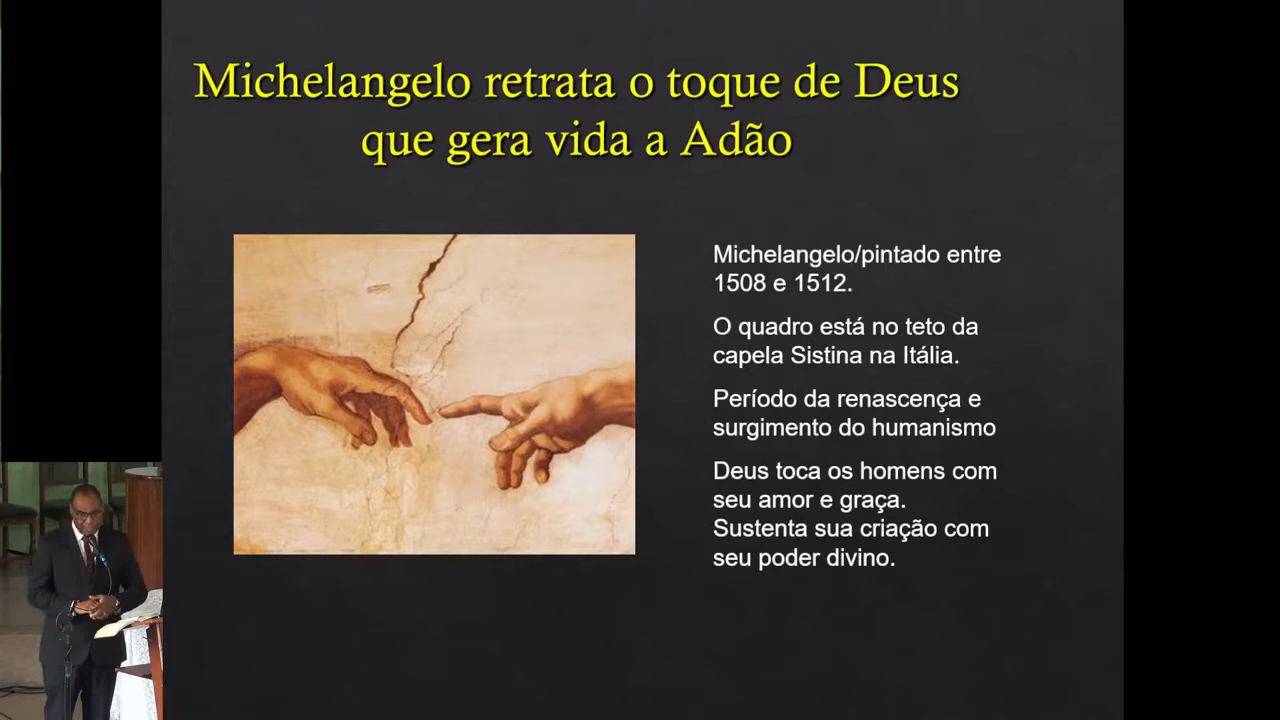 Michelangelo retrata o toque de Deus
que gera vida a Adão
Michelangelo/pintado entre
1508 e 1512.
O quadro está no teto da
capela Sistina na Itália.
Período da renascença e
surgimento do humanismo
Deus toca os homens com
seu amor e graça.
Sustenta sua criação com
seu poder divino.